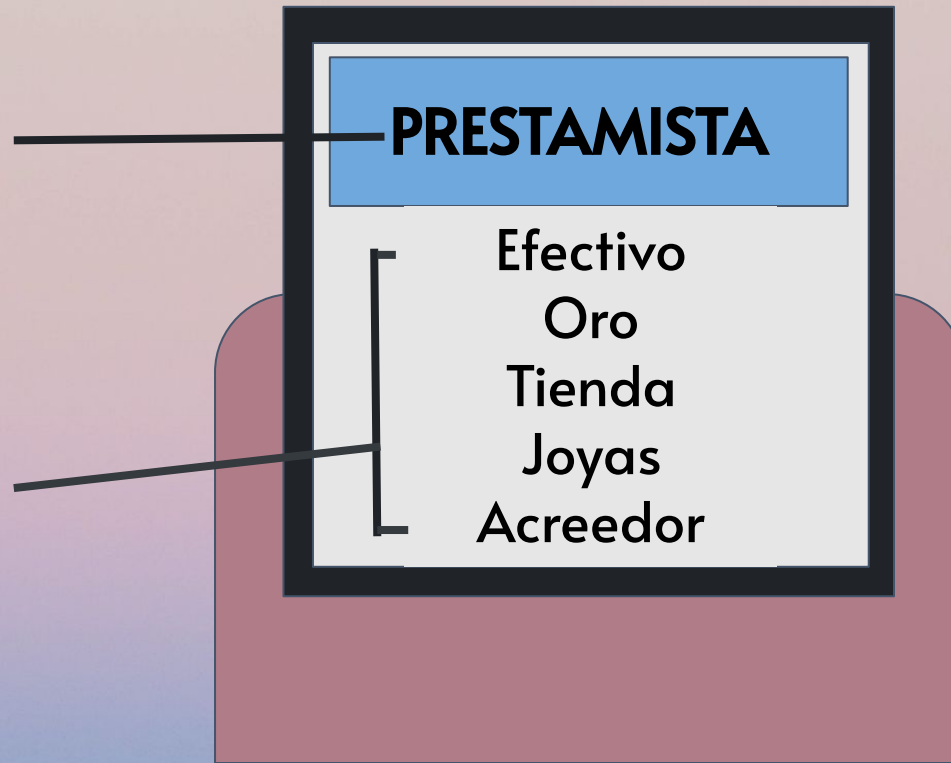 PRESTAMISTA
Efectivo
Oro
Tienda
Joyas
Acreedor